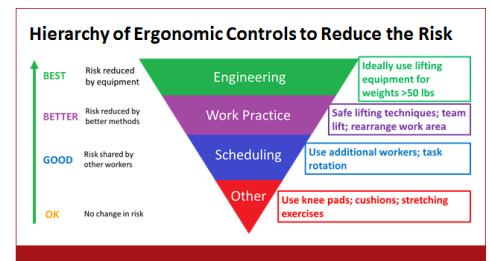 Hierarchy of Ergonomic Controls to Reduce the Risk
BEST
Risk reduced
by equipment
Engineering
Ideally use lifting
equipment for
weights >50 lbs
BETTER
Risk reduced by
better methods
Work Practice
Safe lifting techniques; team
lift; rearrange work area
GOOD
Risk shared by
other workers
Scheduling
Use additional workers; task
rotation
OK
No change in risk
Other
Use knee pads; cushions; stretching
exercises